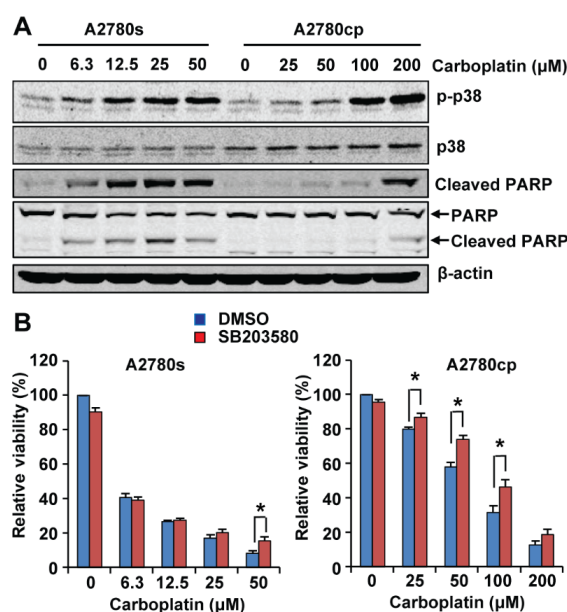 A
A2780s A2780cp
0 6.3 12.5 25 50 0 25 50 100 200 Carboplatin (µM)
p-p38
p38
Cleaved PARP
PARP
Cleaved PARP
β-actin
B
DMSO
SB203580
A2780s
Relative viability (%)
120
100
80
60
40
20
0
*
0 6.3 12.5 25 50
Carboplatin (µM)
A2780cp
Relative viability (%)
120
100
80
60
40
20
0
* * *
0 25 50 100 200
Carboplatin (µM)